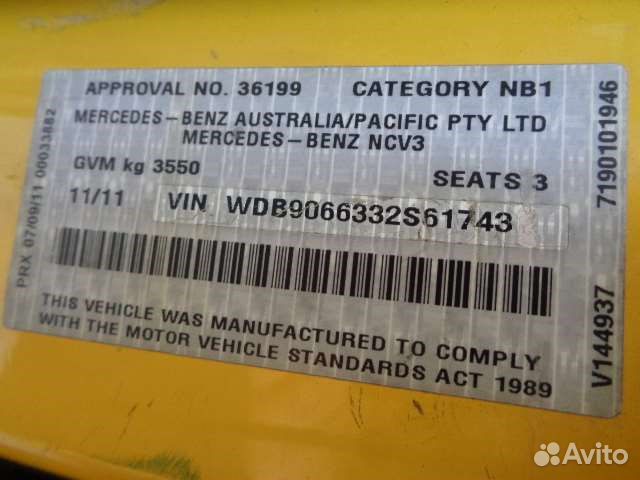 APPROVAL NO. 36199 CATEGORY NB1
MERCEDES-BENZ AUSTRALIA/PACIFIC PTY LTD
MERCEDES-BENZ NCV3
GVM kg 3550 SEATS 3
11/11 VIN WDB9066332S61743
THIS VEHICLE WAS MANUFACTURED TO COMPLY
WITH THE MOTOR VEHICLE STANDARDS ACT 1989
PRX 07/09/11 00033882
V144937 7190101946
Avito